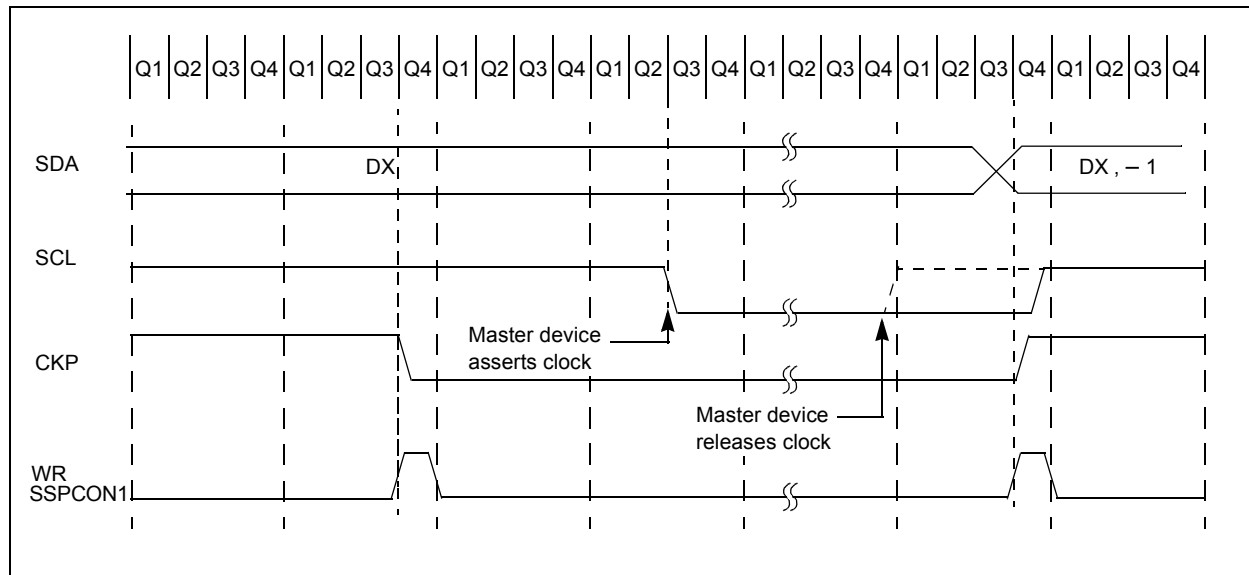 Q1 Q2 Q3 Q4 Q1 Q2 Q3 Q4 Q1 Q2 Q3 Q4 Q1 Q2 Q3 Q4 Q1 Q2 Q3 Q4 Q1 Q2 Q3 Q4 Q1 Q2 Q3 Q4
SDA
DX
DX , – 1
SCL
Master device
asserts clock
CKP
Master device
releases clock
WR
SSPCON1